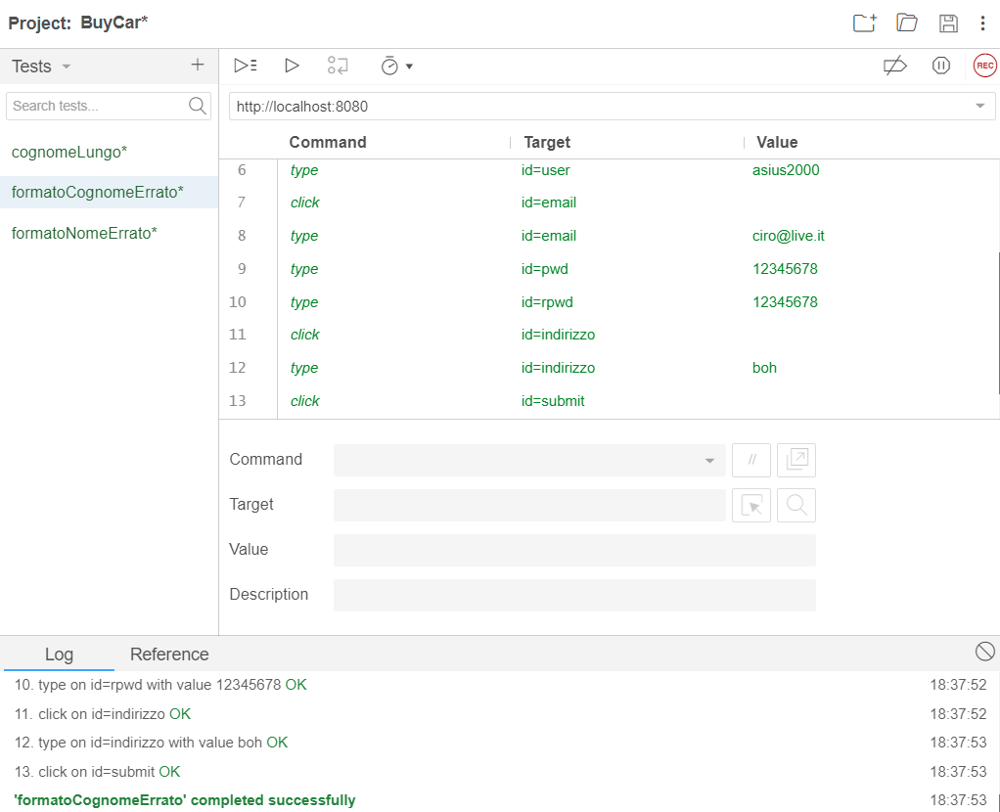 Project: BuyCar*
Tests
Search tests...
cognomeLungo*
formatoCognomeErrato*
formatoNomeErrato*
REC
http://localhost:8080
Command Target Value
6 type id=user asius2000
7 click id=email
8 type id=email ciro@live.it
9 type id=pwd 12345678
10 type id=rpwd 12345678
11 click id=indirizzo
12 type id=indirizzo boh
13 click id=submit
Command //
Target
Value
Description
Log Reference
10. type on id=rpwd with value 12345678 OK 18:37:52
11. click on id=indirizzo OK 18:37:52
12. type on id=indirizzo with value boh OK 18:37:53
13. click on id=submit OK 18:37:53
'formatoCognomeErrato' completed successfully 18:37:53